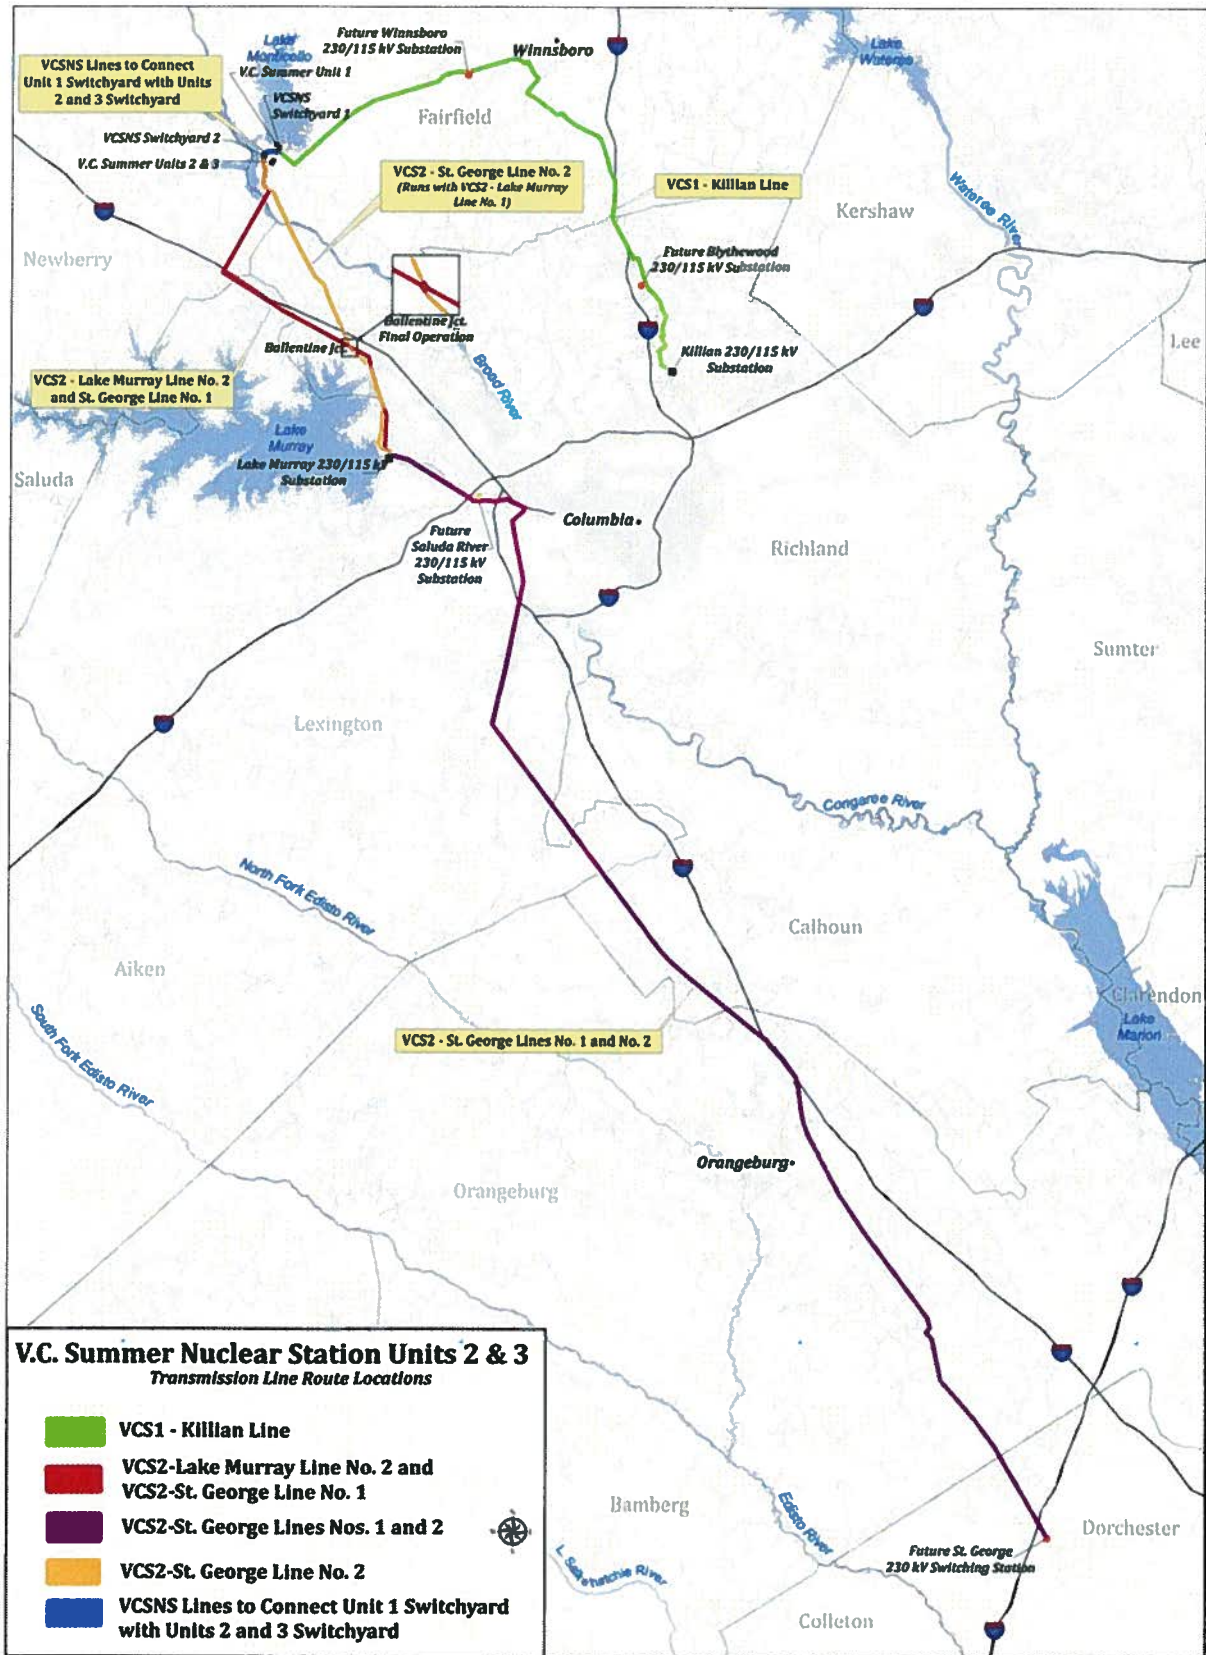 Future Winnsboro
230/115 kV Substation
Winnsboro
Lake
Monticello
V.C. Summer Unit 1
Lake
Wateree
VCSNS Lines to Connect
Unit 1 Switchyard with Units
2 and 3 Switchyard
VCSNS
Switchyard 1
Fairfield
VCSNS Switchyard 2
V.C. Summer Units 2 & 3
VCS2 - St. George Line No. 2
(Runs with VCS2 - Lake Murray
Line No. 1)
VCS1 - Killian Line
Wateree River
Kershaw
Newberry
Future Blythewood
230/115 kV Substation
Ballentine Jct.
Final Operation
Ballentine Jct.
Broad River
Killian 230/115 kV
Substation
Lee
VCS2 - Lake Murray Line No. 2
and St. George Line No. 1
Lake
Murray
Lake Murray 230/115 kV
Substation
Saluda
Columbia
Future
Saluda River
230/115 kV
Substation
Richland
Sumter
Lexington
Congaree River
North Fork Edisto River
Calhoun
Aiken
Clarendon
Lake
Marion
South Fork Edisto River
VCS2 - St. George Lines No. 1 and No. 2
Orangeburg
Orangeburg
V.C. Summer Nuclear Station Units 2 & 3
Transmission Line Route Locations
VCS1 - Killian Line
VCS2-Lake Murray Line No. 2 and
VCS2-St. George Line No. 1
VCS2-St. George Lines Nos. 1 and 2
VCS2-St. George Line No. 2
VCSNS Lines to Connect Unit 1 Switchyard
with Units 2 and 3 Switchyard
Bamberg
Edisto River
Dorchester
Future St. George
230 kV Switching Station
River
Colleton